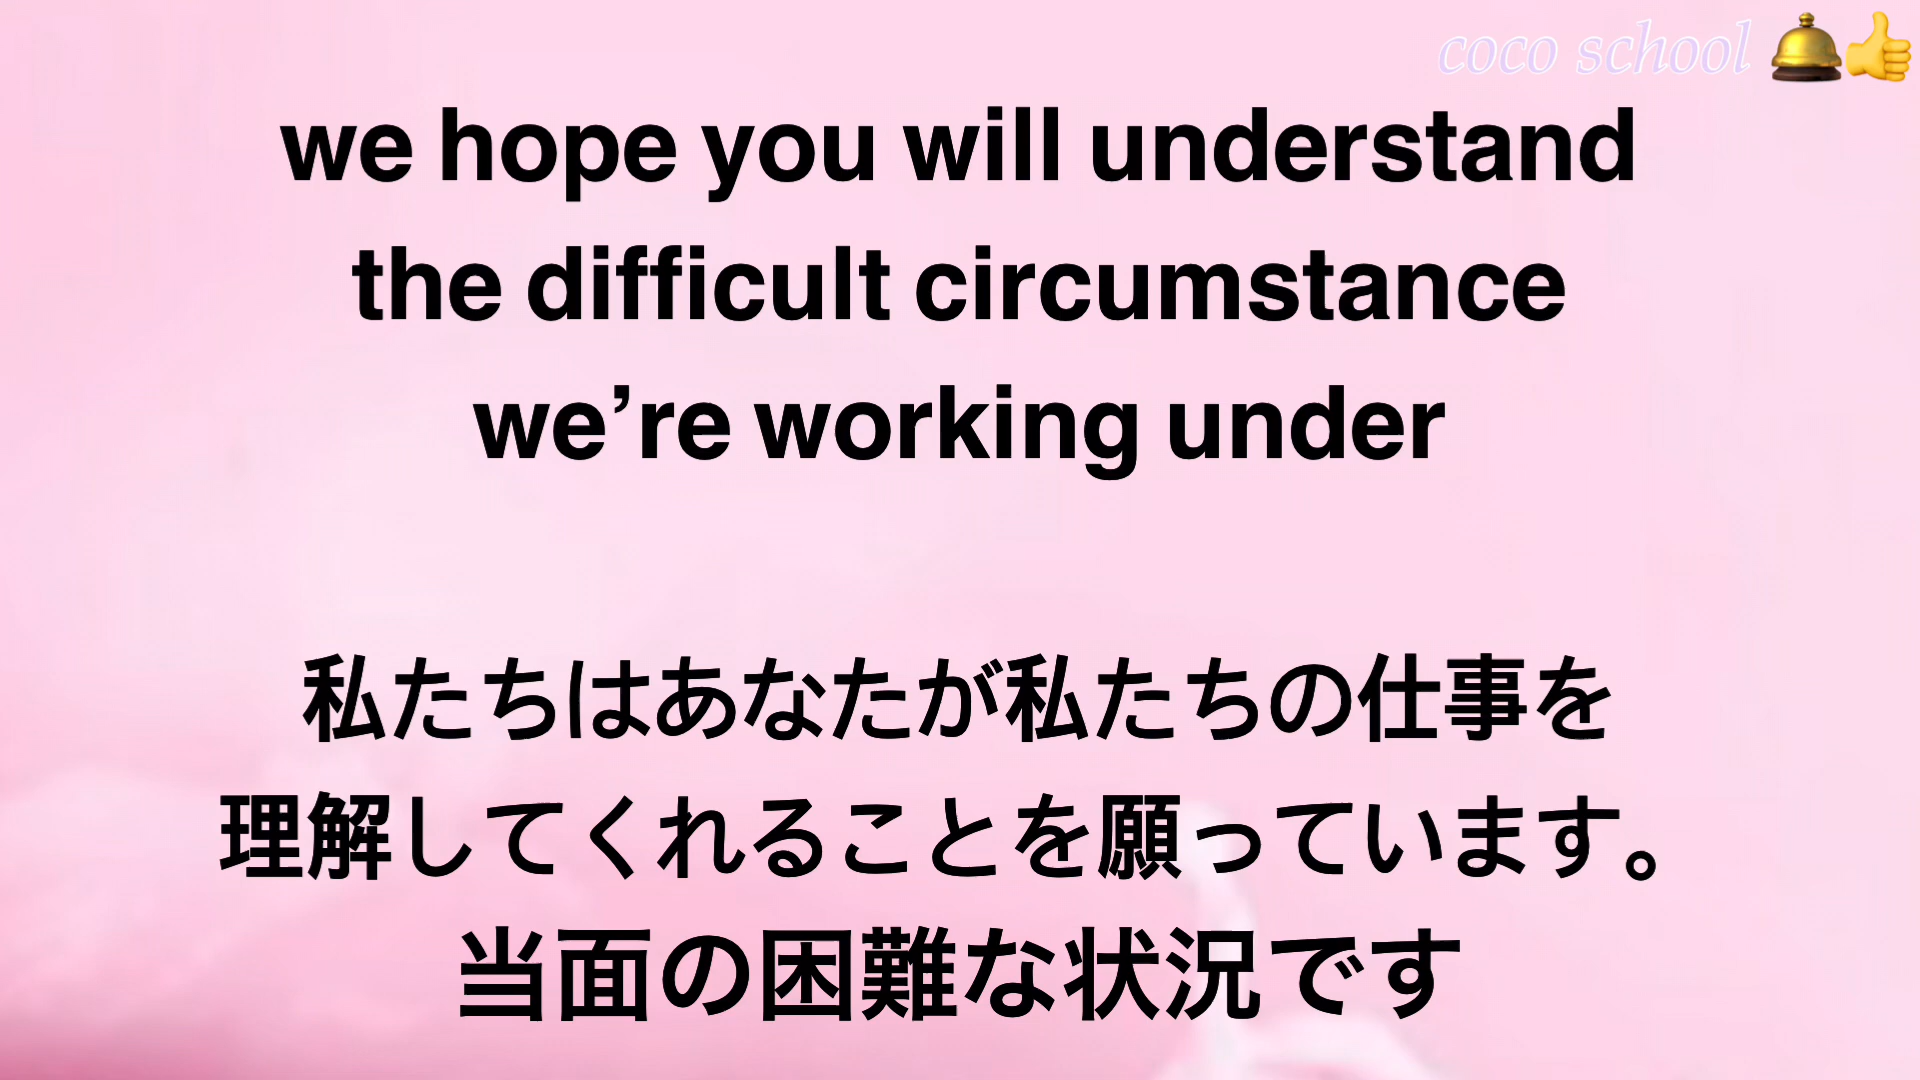 coco school 🛎👍
we hope you will understand
the difficult circumstance
we’re working under
私たちはあなたが私たちの仕事を
理解してくれることを願っています。
当面の困難な状況です